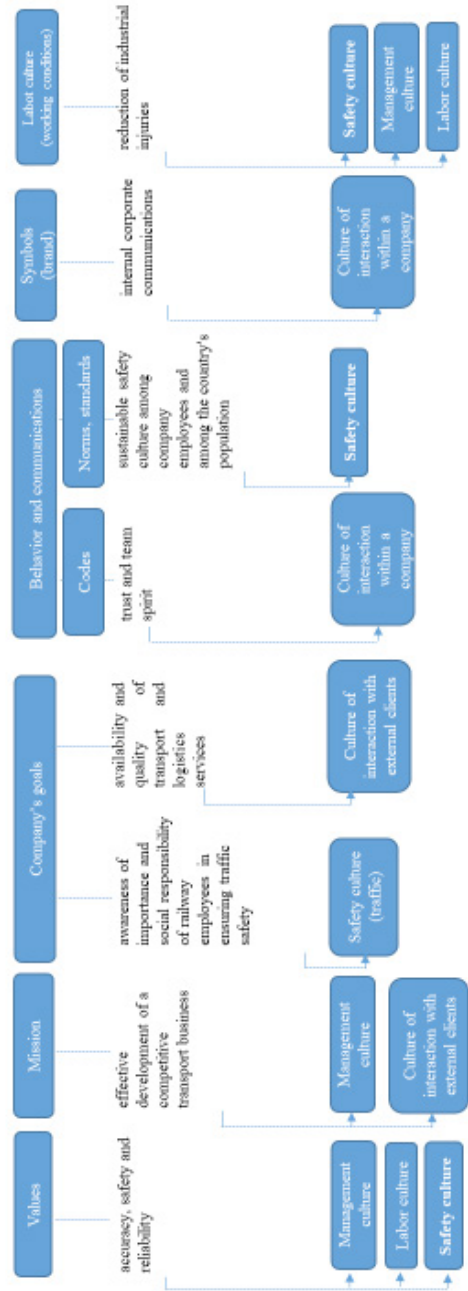 Values
accuracy, safety and
reliability
Management
culture
Labor culture
Safety culture
Mission
effective
development of a
competitive
transport business
Management
culture
Culture of
interaction with
external clients
Company's goals
awareness of
importance and
social responsibility
of railway
employees in
ensuring traffic
safety
Safety culture
(traffic)
availability and
quality of
transport and
logistics
services
Culture of
interaction with
external clients
Behavior and communications
Codes
trust and team
spirit
Culture of
interaction
within a
company
Norms, standards
sustainable safety
culture among
company
employees and
among the country's
population
Safety culture
Symbols
(brand)
internal corporate
communications
Culture of
interaction
within a
company
Labot culture
(working conditions)
reduction of industrial
injuries
Safety culture
Management
culture
Labor culture